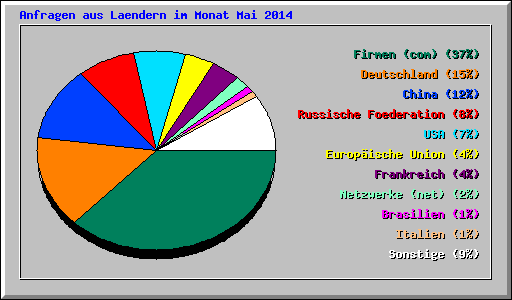 Anfragen aus Laendern im Monat Mai 2014
Firmen (com) (37%)
Deutschland (15%)
China (12%)
Russische Foederation (8%)
USA (7%)
Europäische Union (4%)
Frankreich (4%)
Netzwerke (net) (2%)
Brasilien (1%)
Italien (1%)
Sonstige (9%)